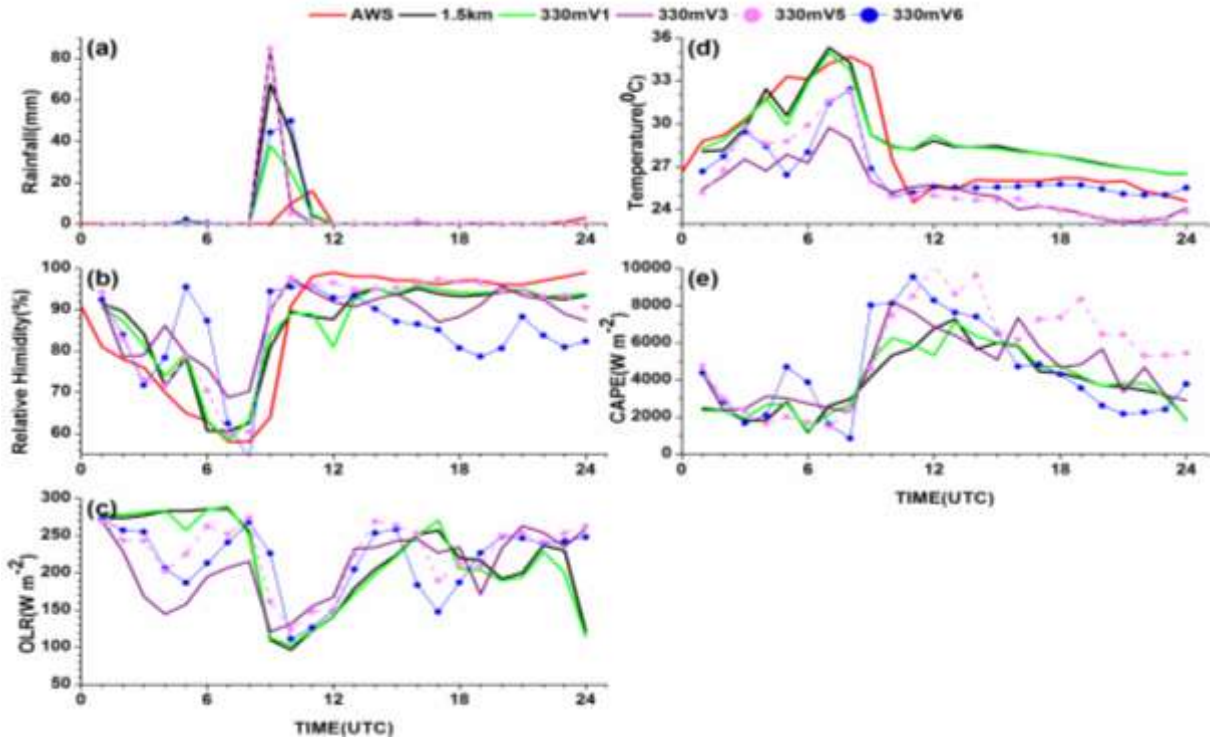 AWS 1.5km 330mV1 330mV3 330mV5 330mV6
(a)
Rainfall(mm)
80
60
40
20
0
0 6 12 18 24
(b)
Relative Himidity(%)
100
90
80
70
60
0 6 12 18 24
(c)
OLR(W m-2)
300
250
200
150
100
50
0 6 12 18 24
TIME(UTC)
(d)
Temperature(0C)
36
33
30
27
24
0 6 12 18 24
(e)
CAPE(W m-2)
10000
8000
6000
4000
2000
0
0 6 12 18 24
TIME(UTC)